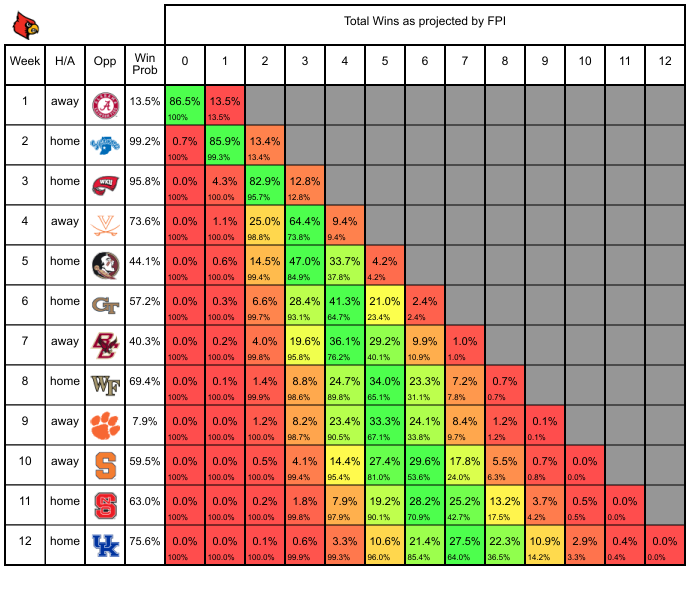 Total Wins as projected by FPI
Week H/A Opp Win Prob 0 1 2 3 4 5 6 7 8 9 10 11 12
1 away A 13.5% 86.5% 13.5%
100% 13.5%
2 home 99.2% 0.7% 85.9% 13.4%
100% 99.3% 13.4%
3 home WKU 95.8% 0.0% 4.3% 82.9% 12.8%
100% 100.0% 95.7% 12.8%
4 away V 73.6% 0.0% 1.1% 25.0% 64.4% 9.4%
100% 100.0% 98.8% 73.8% 9.4%
5 home 44.1% 0.0% 0.6% 14.5% 47.0% 33.7% 4.2%
100% 100.0% 99.4% 84.9% 37.8% 4.2%
6 home GT 57.2% 0.0% 0.3% 6.6% 28.4% 41.3% 21.0% 2.4%
100% 100.0% 99.7% 93.1% 64.7% 23.4% 2.4%
7 away BC 40.3% 0.0% 0.2% 4.0% 19.6% 36.1% 29.2% 9.9% 1.0%
100% 100.0% 99.8% 95.8% 76.2% 40.1% 10.9% 1.0%
8 home WF 69.4% 0.0% 0.1% 1.4% 8.8% 24.7% 34.0% 23.3% 7.2% 0.7%
100% 100.0% 99.9% 98.6% 89.8% 65.1% 31.1% 7.8% 0.7%
9 away 7.9% 0.0% 0.0% 1.2% 8.2% 23.4% 33.3% 24.1% 8.4% 1.2% 0.1%
100% 100.0% 100.0% 98.7% 90.5% 67.1% 33.8% 9.7% 1.2% 0.1%
10 away S 59.5% 0.0% 0.0% 0.5% 4.1% 14.4% 27.4% 29.6% 17.8% 5.5% 0.7% 0.0%
100% 100.0% 100.0% 99.4% 95.4% 81.0% 53.6% 24.0% 6.3% 0.8% 0.0%
11 home NCS 63.0% 0.0% 0.0% 0.2% 1.8% 7.9% 19.2% 28.2% 25.2% 13.2% 3.7% 0.5% 0.0%
100% 100.0% 100.0% 99.8% 97.9% 90.1% 70.9% 42.7% 17.5% 4.2% 0.5% 0.0%
12 home UK 75.6% 0.0% 0.0% 0.1% 0.6% 3.3% 10.6% 21.4% 27.5% 22.3% 10.9% 2.9% 0.4% 0.0%
100% 100.0% 100.0% 99.9% 99.3% 96.0% 85.4% 64.0% 36.5% 14.2% 3.3% 0.4% 0.0%